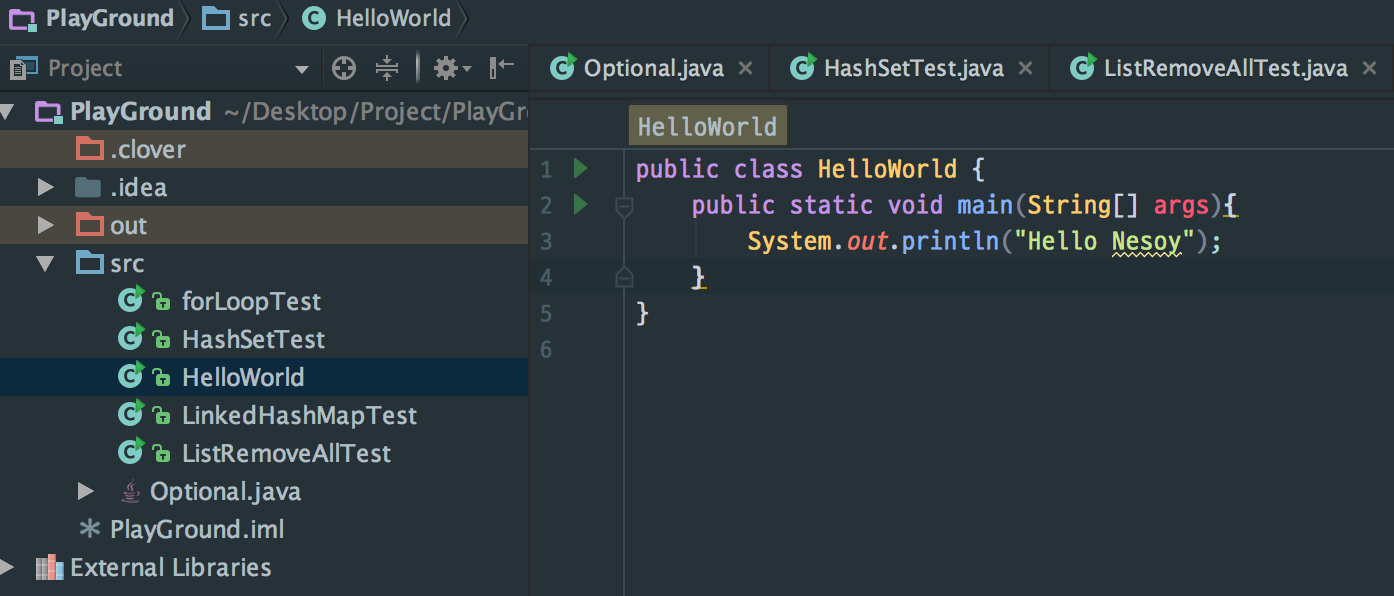 PlayGround src HelloWorld
Project
Optional.java HashSetTest.java ListRemoveAllTest.java
PlayGround ~/Desktop/Project/PlayGr
.clover
.idea
out
src
forLoopTest
HashSetTest
HelloWorld
LinkedHashMapTest
ListRemoveAllTest
Optional.java
PlayGround.iml
External Libraries
HelloWorld
1 public class HelloWorld {
2 public static void main(String[] args){
3 System.out.println("Hello Nesoy");
4 }
5 }
6